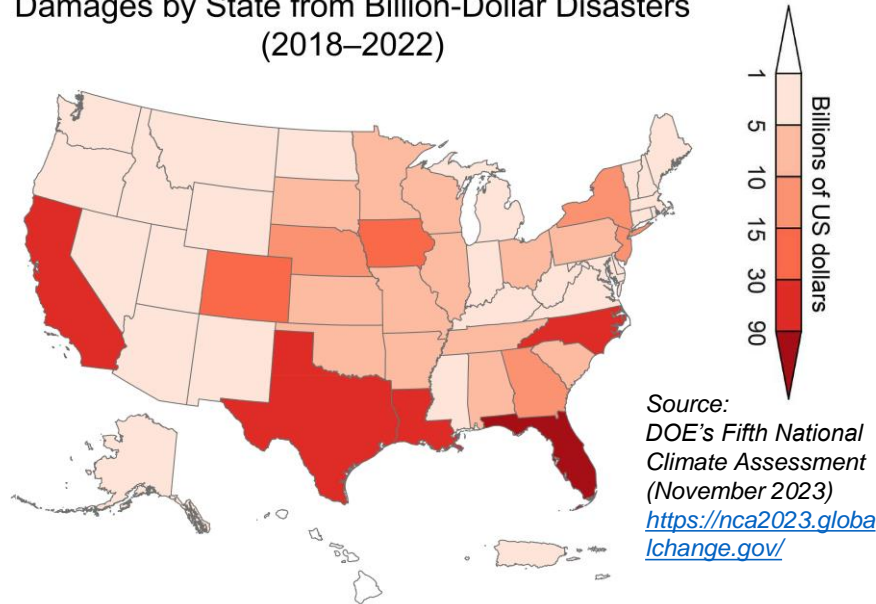 Damages by State from Billion-Dollar Disasters
(2018–2022)
1
5
10
15
30
90
Billions of US dollars
Source:
DOE's Fifth National
Climate Assessment
(November 2023)
https://nca2023.globa
lchange.gov/